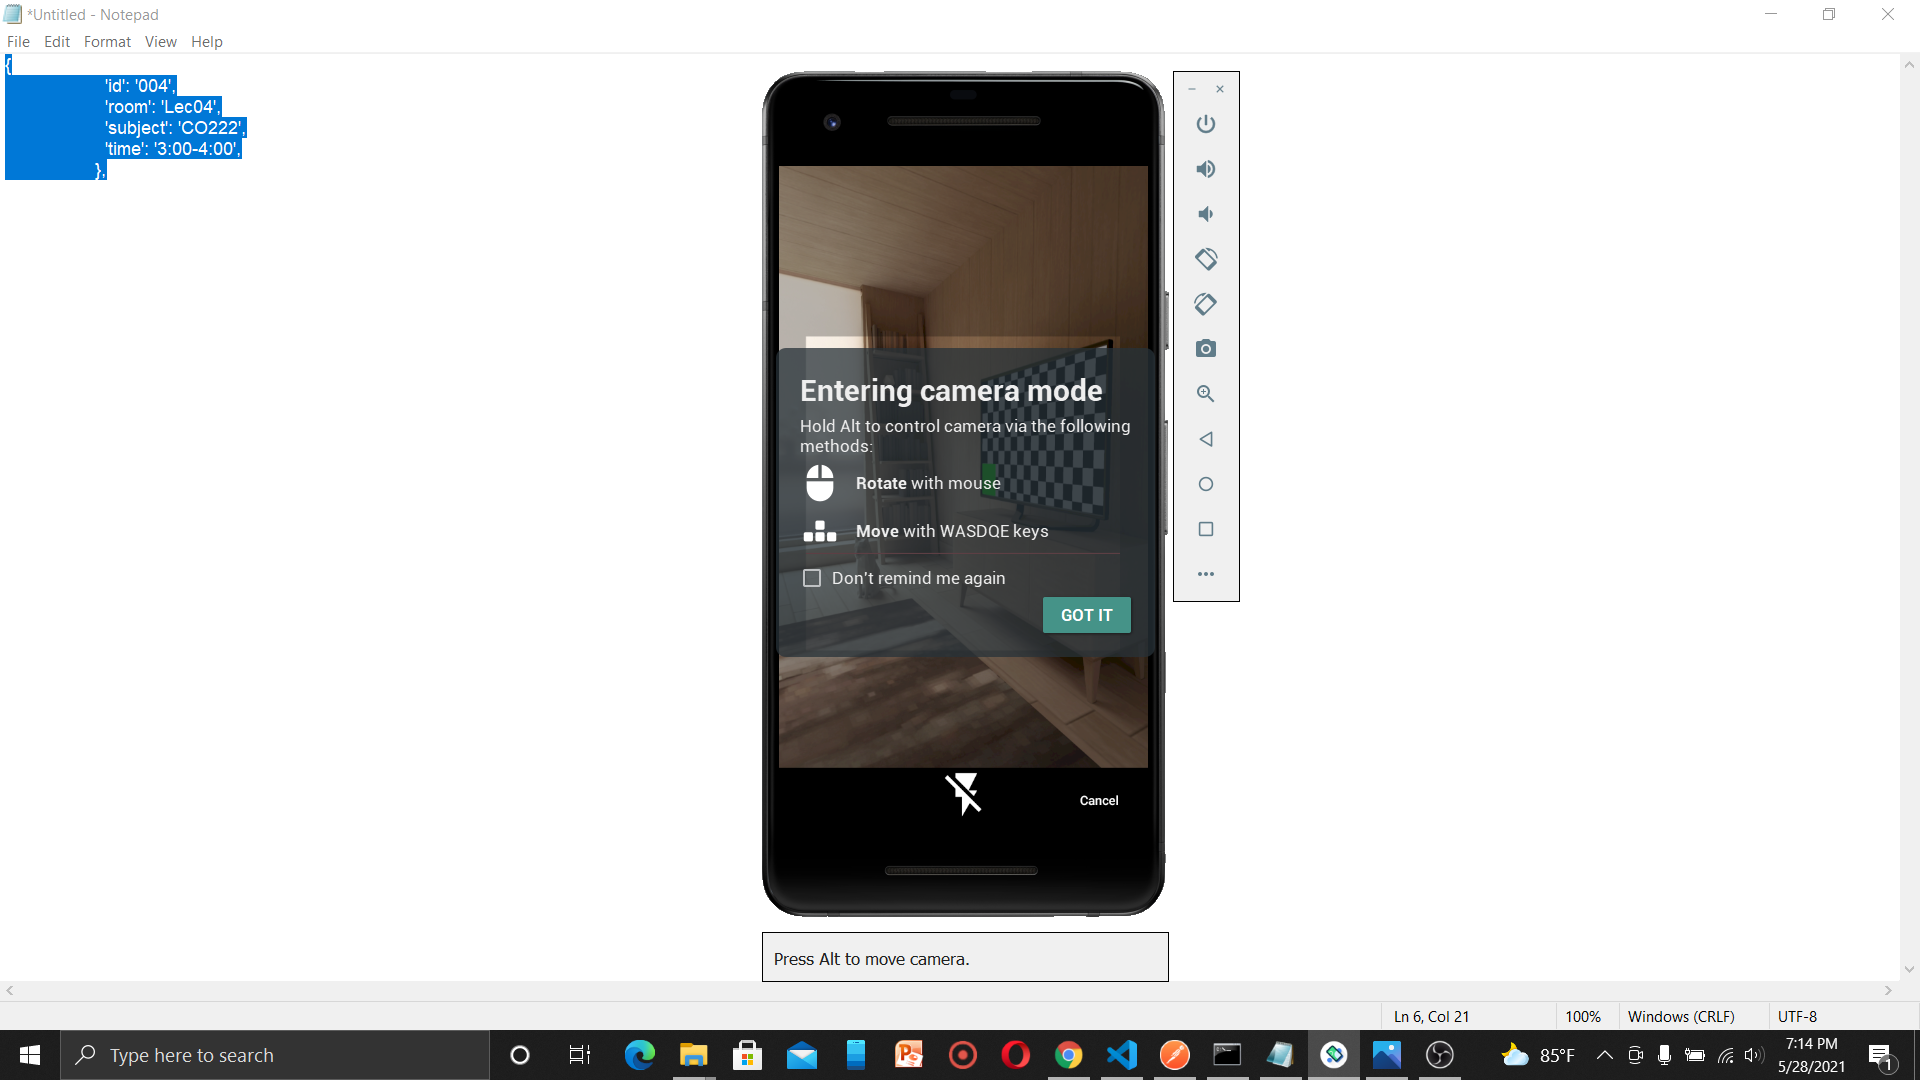 *Untitled - Notepad
File Edit Format View Help
{
'id': '004',
'room': 'Lec04',
'subject': 'CO222',
'time': '3:00-4:00',
},
Entering camera mode
Hold Alt to control camera via the following
methods:
Rotate with mouse
Move with WASDQE keys
Don't remind me again
GOT IT
Cancel
Press Alt to move camera.
Ln 6, Col 21 100% Windows (CRLF) UTF-8
Type here to search
85°F
7:14 PM
5/28/2021
1